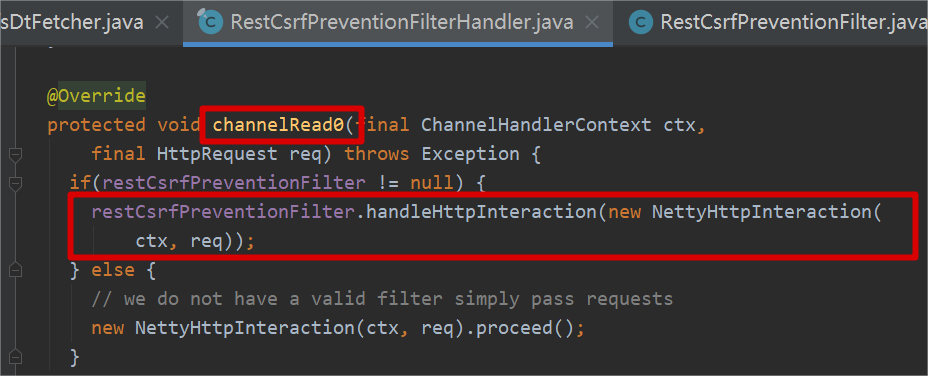 sDtFetcher.java
RestCsrfPreventionFilterHandler.java
RestCsrfPreventionFilter.java
@Override
protected void channelRead0(final ChannelHandlerContext ctx,
final HttpRequest req) throws Exception {
if(restCsrfPreventionFilter != null) {
restCsrfPreventionFilter.handleHttpInteraction(new NettyHttpInteraction(
ctx, req));
} else {
// we do not have a valid filter simply pass requests
new NettyHttpInteraction(ctx, req).proceed();
}